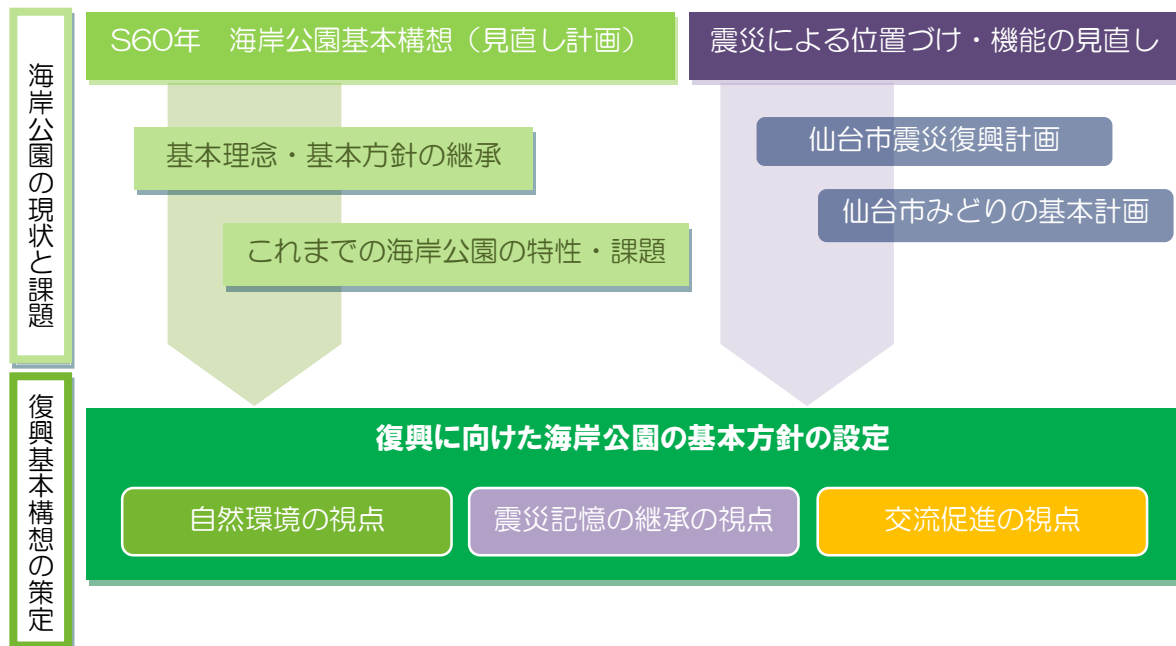 海岸公園の現状と課題
S60年　海岸公園基本構想（見直し計画）
震災による位置づけ・機能の見直し
基本理念・基本方針の継承
これまでの海岸公園の特性・課題
仙台市震災復興計画
仙台市みどりの基本計画
復興基本構想の策定
復興に向けた海岸公園の基本方針の設定
自然環境の視点
震災記憶の継承の視点
交流促進の視点